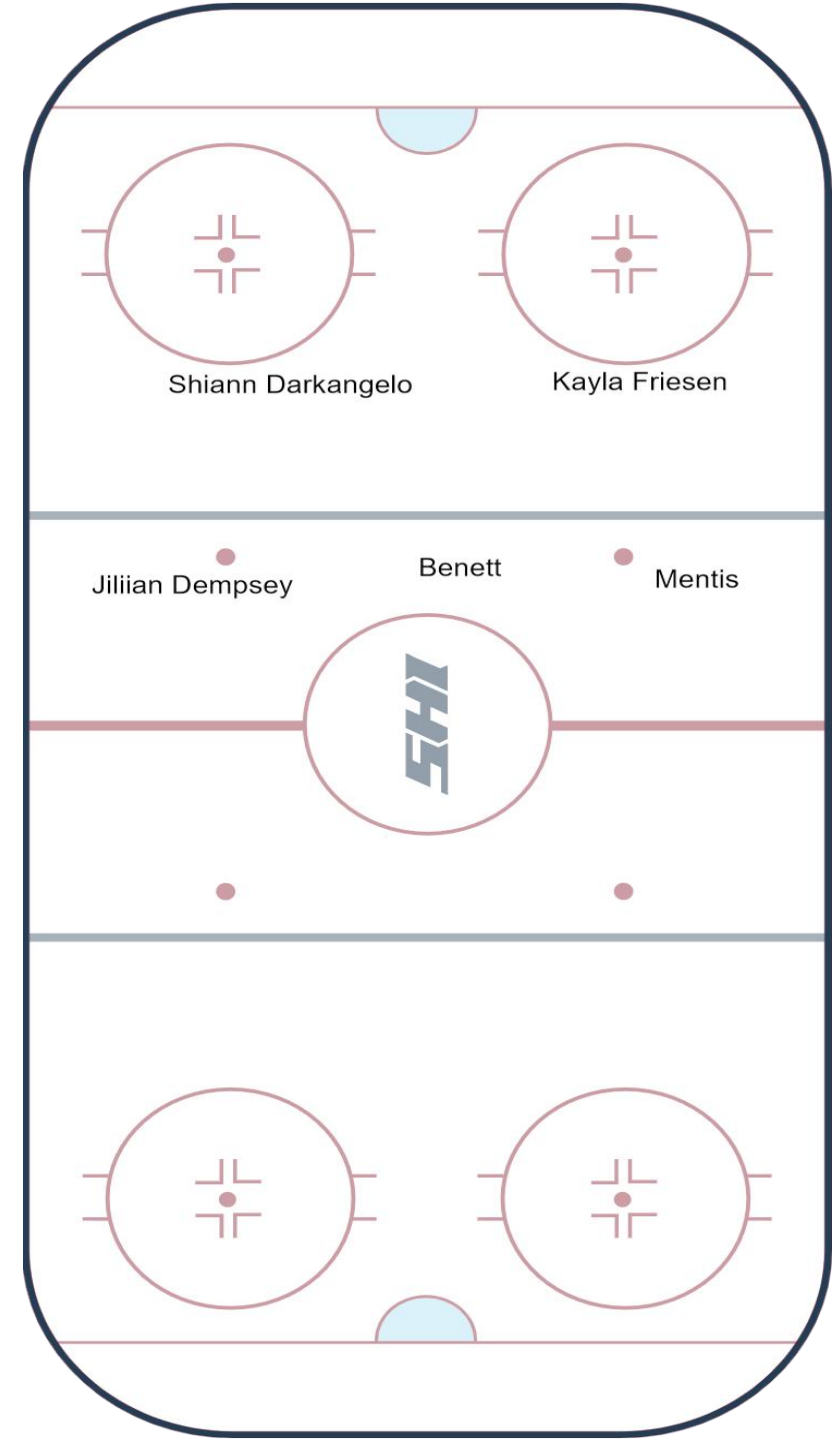 Shiann Darkangelo
Kayla Friesen
Jiliian Dempsey
Benett
Mentis
SHI